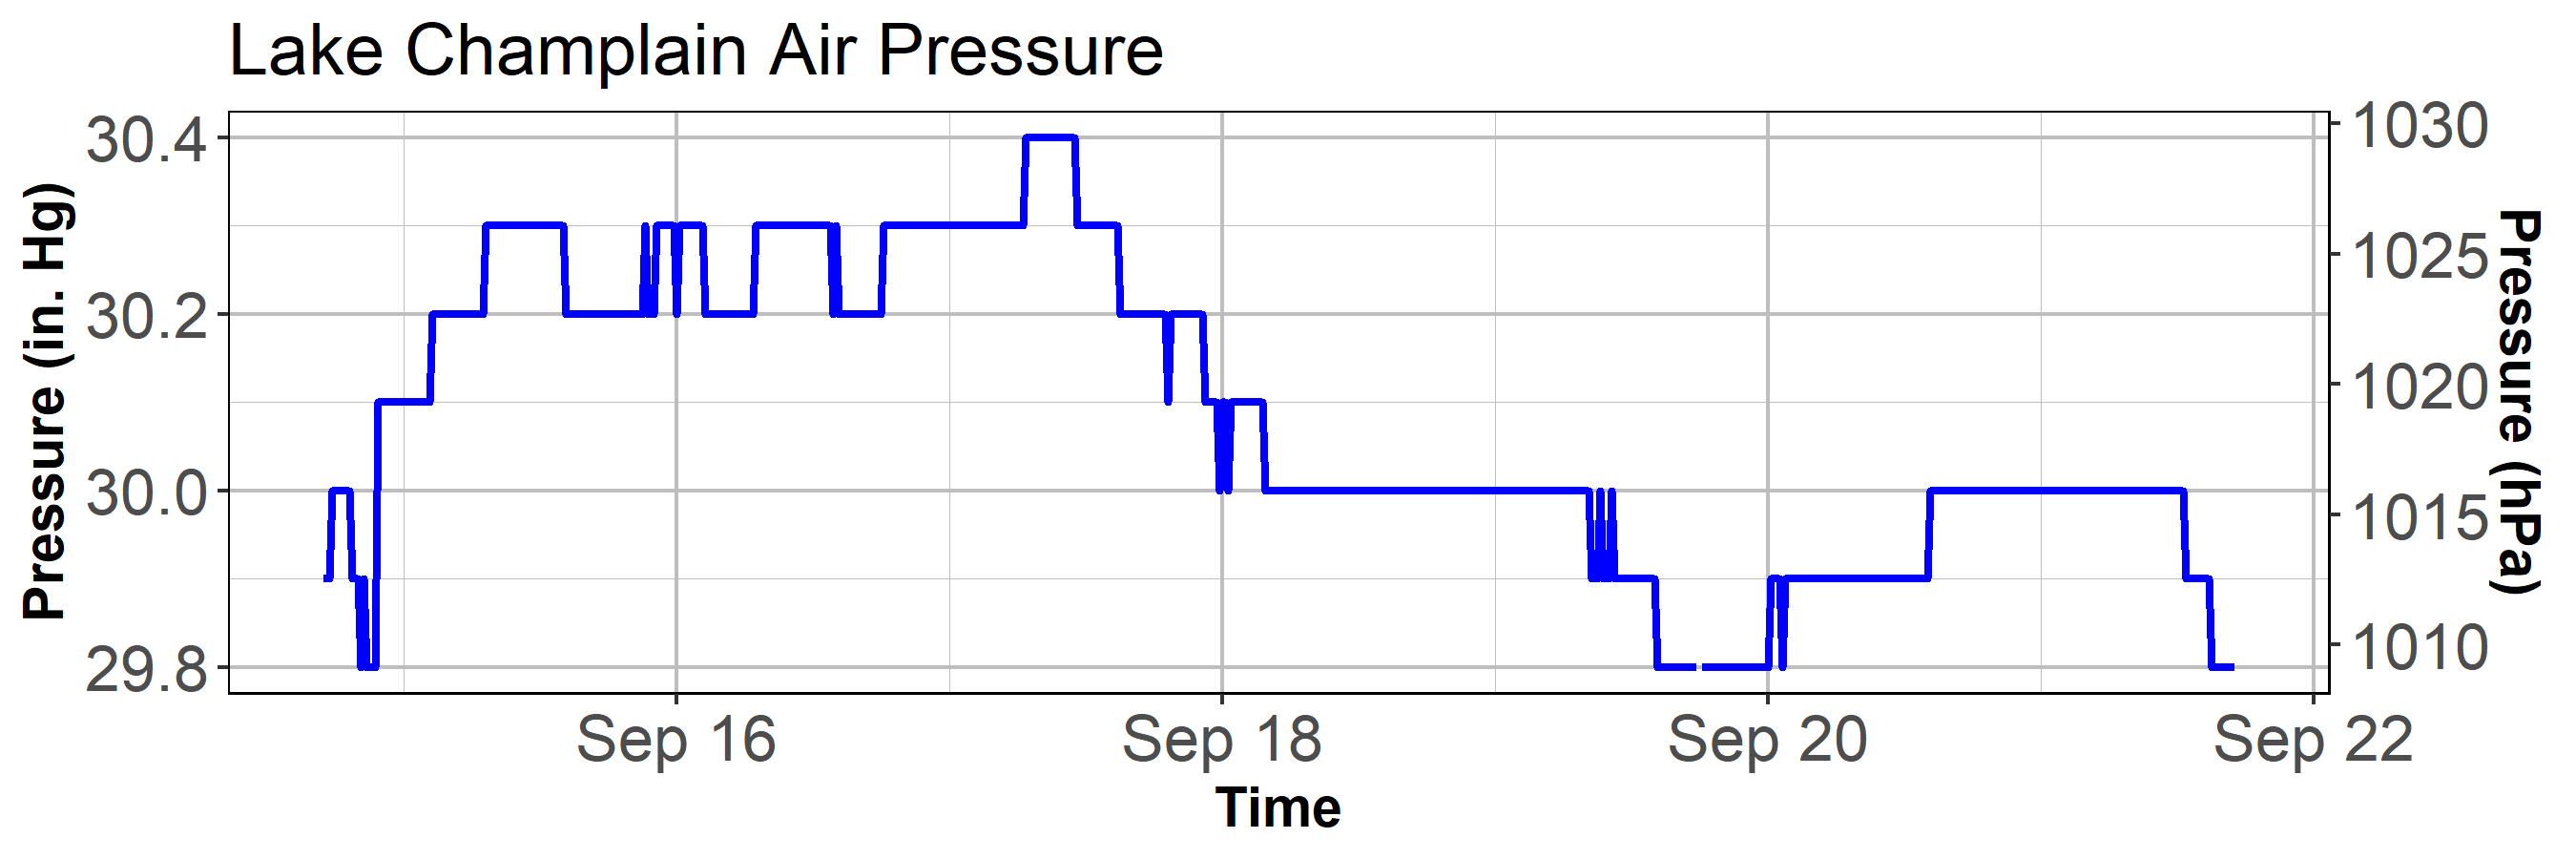 Lake Champlain Air Pressure
Pressure (in. Hg)
30.4
30.2
30.0
29.8
1030
1025
1020
1015
1010
Pressure (hPa)
Sep 16 Sep 18 Sep 20 Sep 22
Time